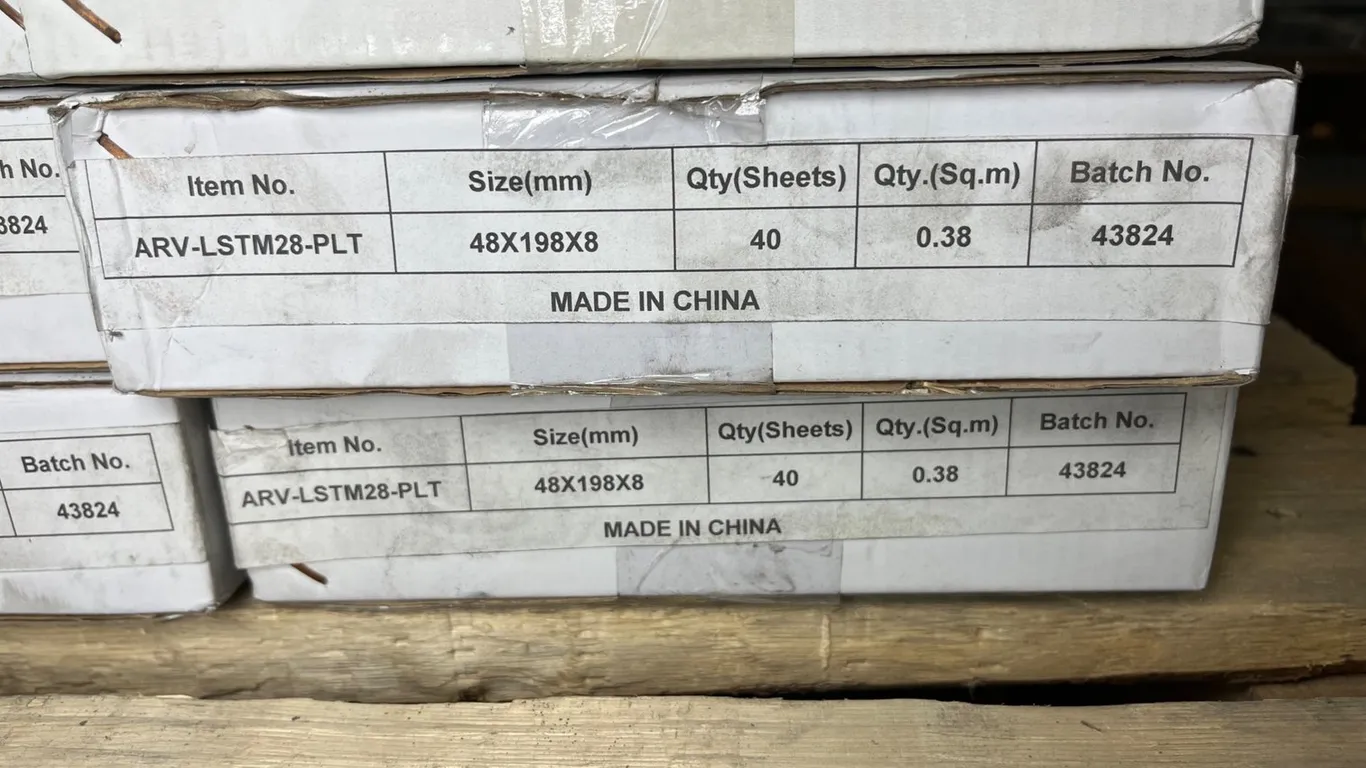 h No.
3824
Item No. Size(mm) Qty(Sheets) Qty.(Sq.m) Batch No.
ARV-LSTM28-PLT 48X198X8 40 0.38 43824
MADE IN CHINA
Batch No.
43824
Item No. Size(mm) Qty(Sheets) Qty.(Sq.m) Batch No.
ARV-LSTM28-PLT 48X198X8 40 0.38 43824
MADE IN CHINA